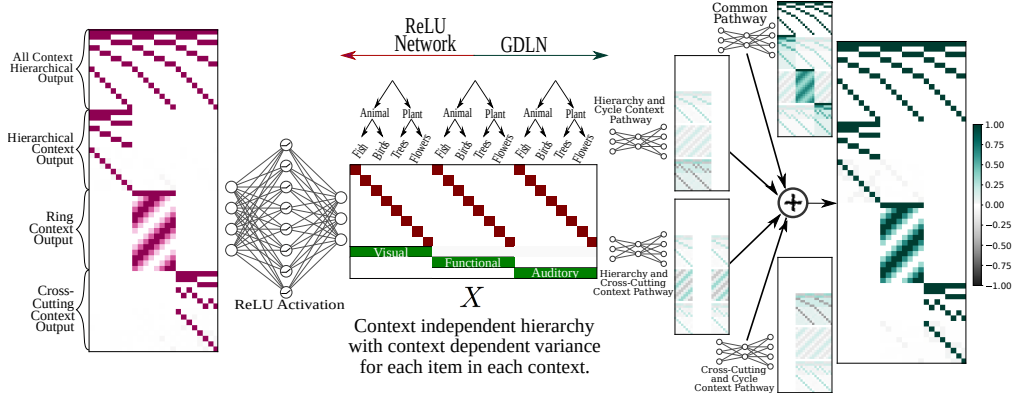 All Context
Hierarchical
Output
Hierarchical
Context
Output
Ring
Context
Output
Cross-
Cutting
Context
Output
ReLU Activation
ReLU
Network
GDLN
Animal
Plant
Animal
Plant
Animal
Plant
Fish
Birds
Trees
Flowers
Fish
Birds
Trees
Flowers
Fish
Birds
Trees
Flowers
Visual
Functional
Auditory
X
Context independent hierarchy
with context dependent variance
for each item in each context.
Common
Pathway
Hierarchy and
Cycle Context
Pathway
Hierarchy and
Cross-Cutting
Context Pathway
Cross-Cutting
and Cycle
Context Pathway
+
1.00
0.75
0.50
0.25
0.00
−0.25
−0.50
−0.75
−1.00